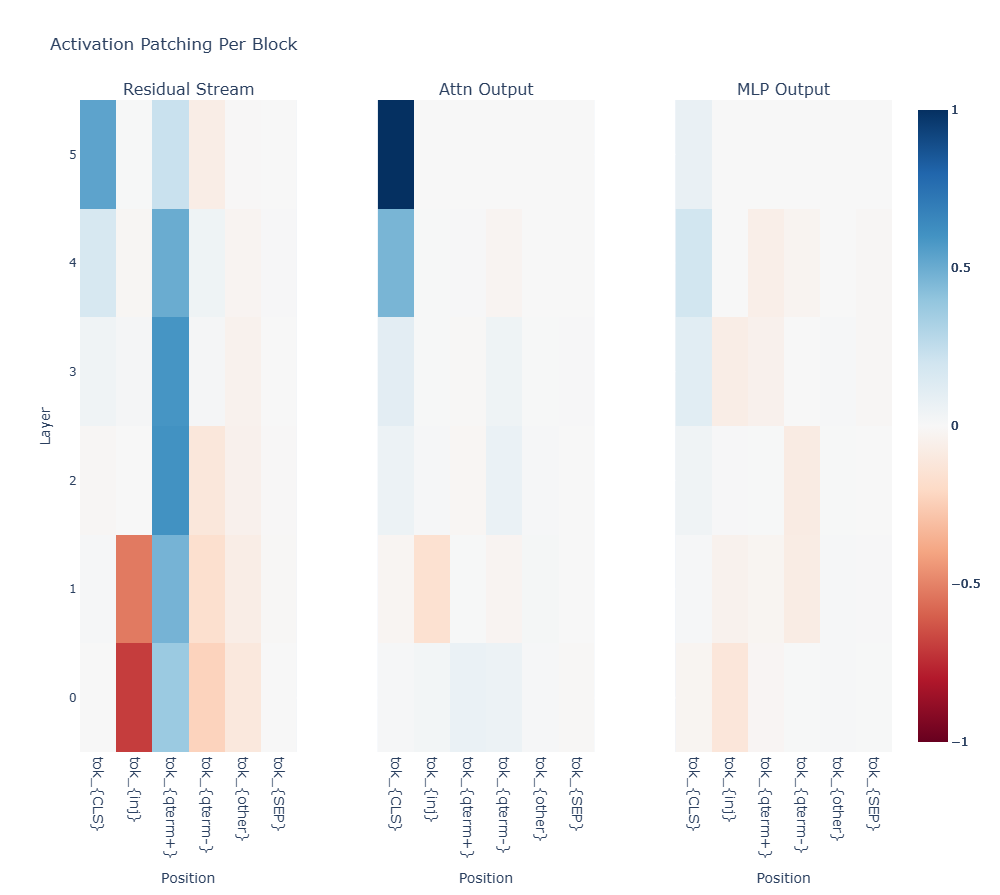 Activation Patching Per Block
Residual Stream
Attn Output
MLP Output
Layer
5
4
3
2
1
0
tok_{CLS}
tok_{inj}
tok_{qterm+}
tok_{qterm-}
tok_{other}
tok_{SEP}
Position
tok_{CLS}
tok_{inj}
tok_{qterm+}
tok_{qterm-}
tok_{other}
tok_{SEP}
Position
tok_{CLS}
tok_{inj}
tok_{qterm+}
tok_{qterm-}
tok_{other}
tok_{SEP}
Position
1
0.5
0
−0.5
−1